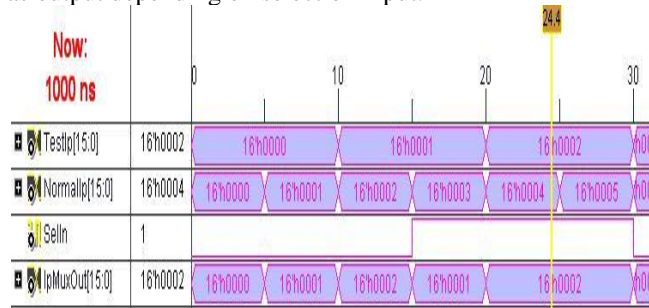 24.4
Now:
1000 ns
0 10 20 30
TestIp[15:0] 16'h0002 16'h0000 16'h0001 16'h0002
NormalIp[15:0] 16'h0004 16'h0000 16'h0001 16'h0002 16'h0003 16'h0004 16'h0005
SelIn 1
IpMuxOut[15:0] 16'h0002 16'h0000 16'h0001 16'h0002 16'h0001 16'h0002